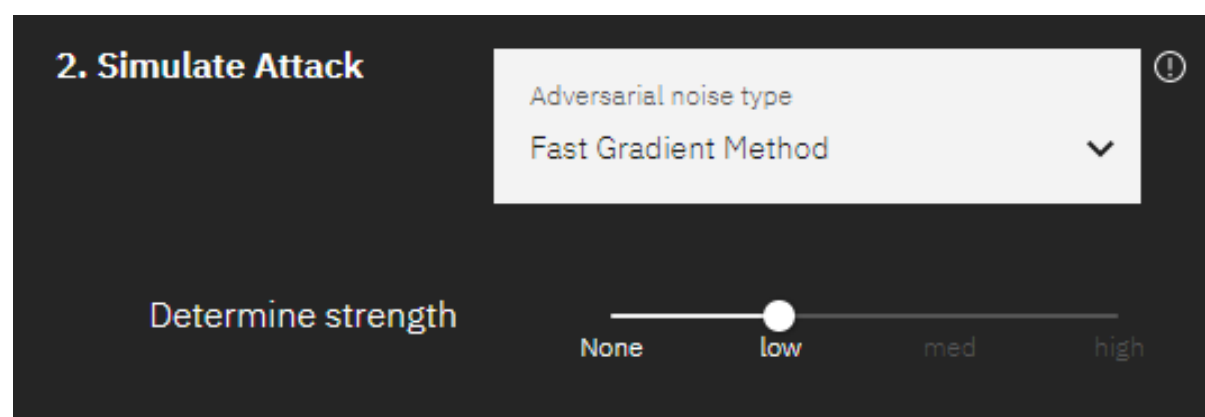 2. Simulate Attack
Adversarial noise type
Fast Gradient Method
Determine strength
None low med high